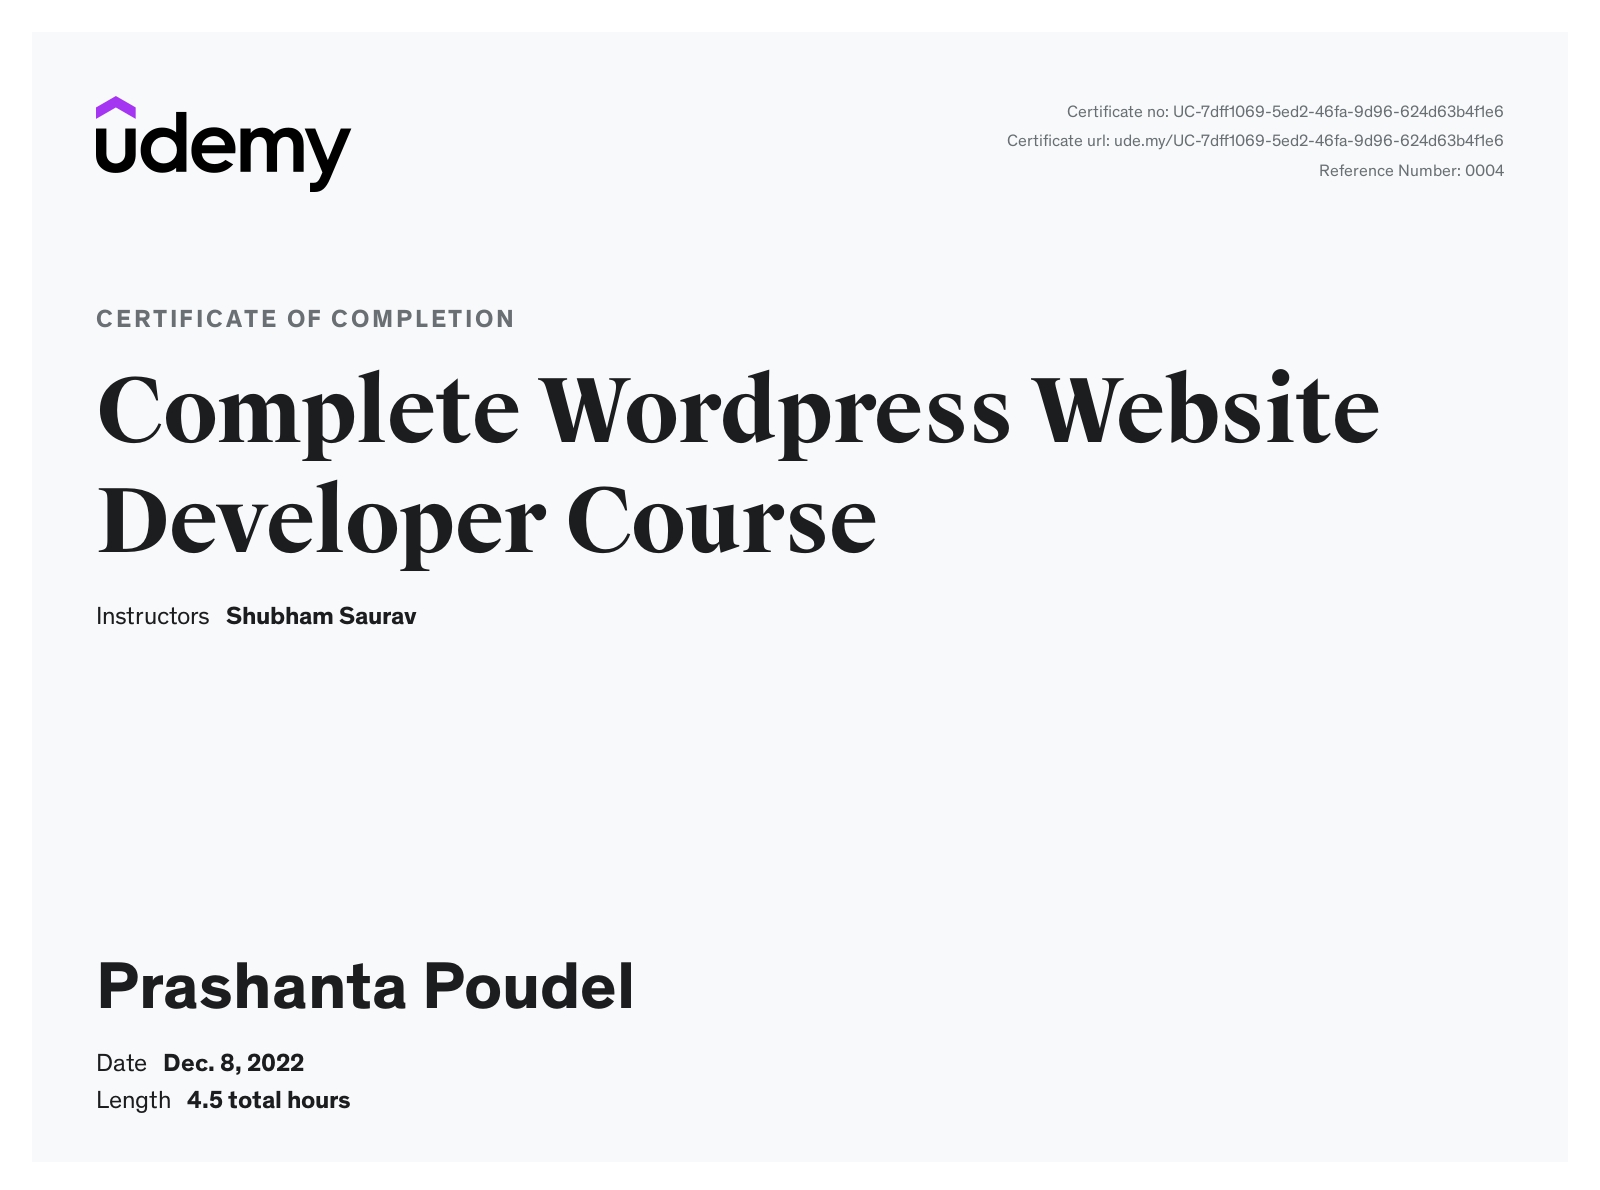 udemy
Certificate no: UC-7dff1069-5ed2-46fa-9d96-624d63b4f1e6
Certificate url: ude.my/UC-7dff1069-5ed2-46fa-9d96-624d63b4f1e6
Reference Number: 0004
CERTIFICATE OF COMPLETION
Complete Wordpress Website
Developer Course
Instructors Shubham Saurav
Prashanta Poudel
Date Dec. 8, 2022
Length 4.5 total hours